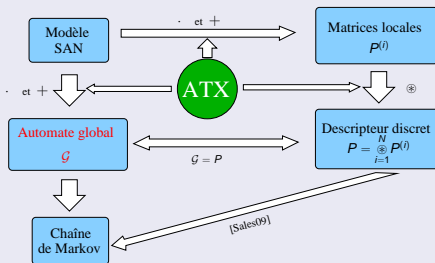 Modèle
SAN
· et +
Matrices locales
P^(i)
· et +
ATX
⊛
Automate global
𝒢
𝒢 = P
Descripteur discret
P = ⊛_{i=1}^{N} P^(i)
[Sales09]
Chaîne
de Markov